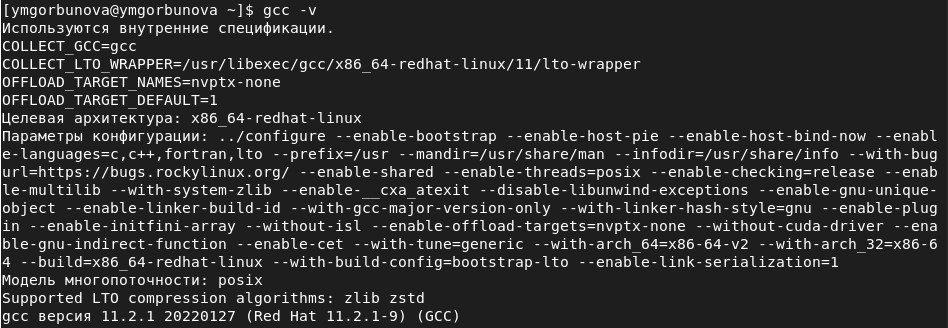 [ymgorbunova@ymgorbunova ~]$ gcc -v
Используются внутренние спецификации.
COLLECT_GCC=gcc
COLLECT_LTO_WRAPPER=/usr/libexec/gcc/x86_64-redhat-linux/11/lto-wrapper
OFFLOAD_TARGET_NAMES=nvptx-none
OFFLOAD_TARGET_DEFAULT=1
Целевая архитектура: x86_64-redhat-linux
Параметры конфигурации: ../configure --enable-bootstrap --enable-host-pie --enable-host-bind-now --enabl
e-languages=c,c++,fortran,lto --prefix=/usr --mandir=/usr/share/man --infodir=/usr/share/info --with-bug
url=https://bugs.rockylinux.org/ --enable-shared --enable-threads=posix --enable-checking=release --enab
le-multilib --with-system-zlib --enable-__cxa_atexit --disable-libunwind-exceptions --enable-gnu-unique-
object --enable-linker-build-id --with-gcc-major-version-only --with-linker-hash-style=gnu --enable-plug
in --enable-initfini-array --without-isl --enable-offload-targets=nvptx-none --without-cuda-driver --ena
ble-gnu-indirect-function --enable-cet --with-tune=generic --with-arch_64=x86-64-v2 --with-arch_32=x86-6
4 --build=x86_64-redhat-linux --with-build-config=bootstrap-lto --enable-link-serialization=1
Модель многопоточности: posix
Supported LTO compression algorithms: zlib zstd
gcc версия 11.2.1 20220127 (Red Hat 11.2.1-9) (GCC)